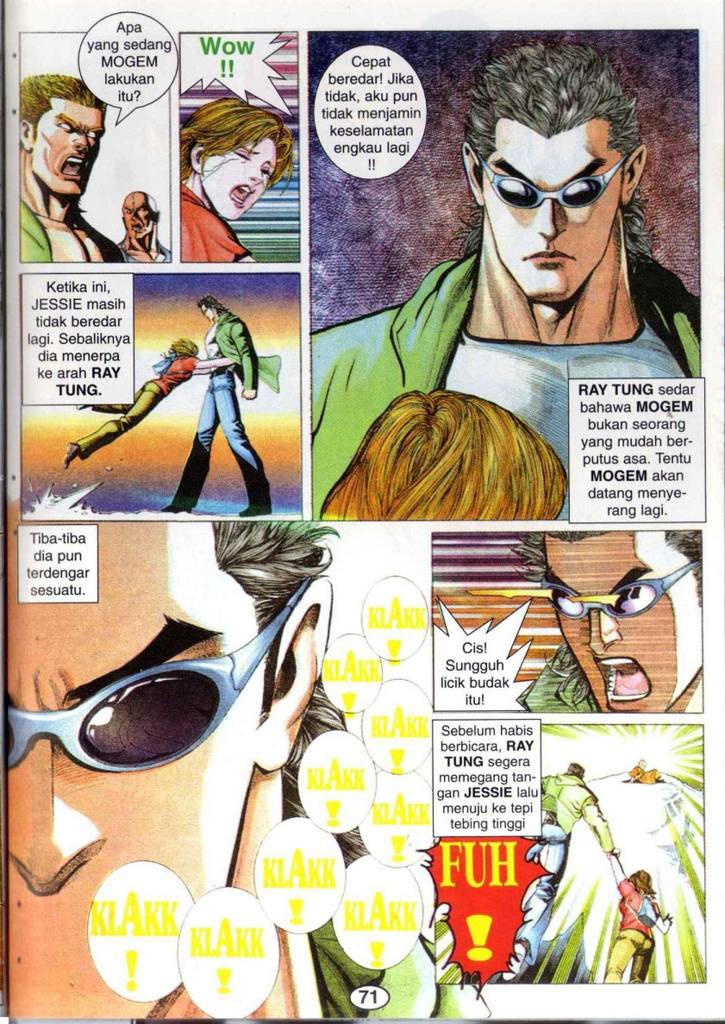 Apa
yang sedang
MOGEM
lakukan
itu?
Wow
!!
Cepat
beredar! Jika
tidak, aku pun
tidak menjamin
keselamatan
engkau lagi
!!
Ketika ini,
JESSIE masih
tidak beredar
lagi. Sebaliknya
dia menerpa
ke arah RAY
TUNG.
RAY TUNG sedar
bahawa MOGEM
bukan seorang
yang mudah ber-
putus asa. Tentu
MOGEM akan
datang menye-
rang lagi.
Tiba-tiba
dia pun
terdengar
sesuatu.
KLAKK
!
KLAKK
!
KLAKK
!
KLAKK
!
KLAKK
!
KLAKK
!
KLAKK
!
KLAKK
!
KLAKK
!
Cis!
Sungguh
licik budak
itu!
Sebelum habis
berbicara, RAY
TUNG segera
memegang tan-
gan JESSIE lalu
menuju ke tepi
tebing tinggi
FUH
!
71